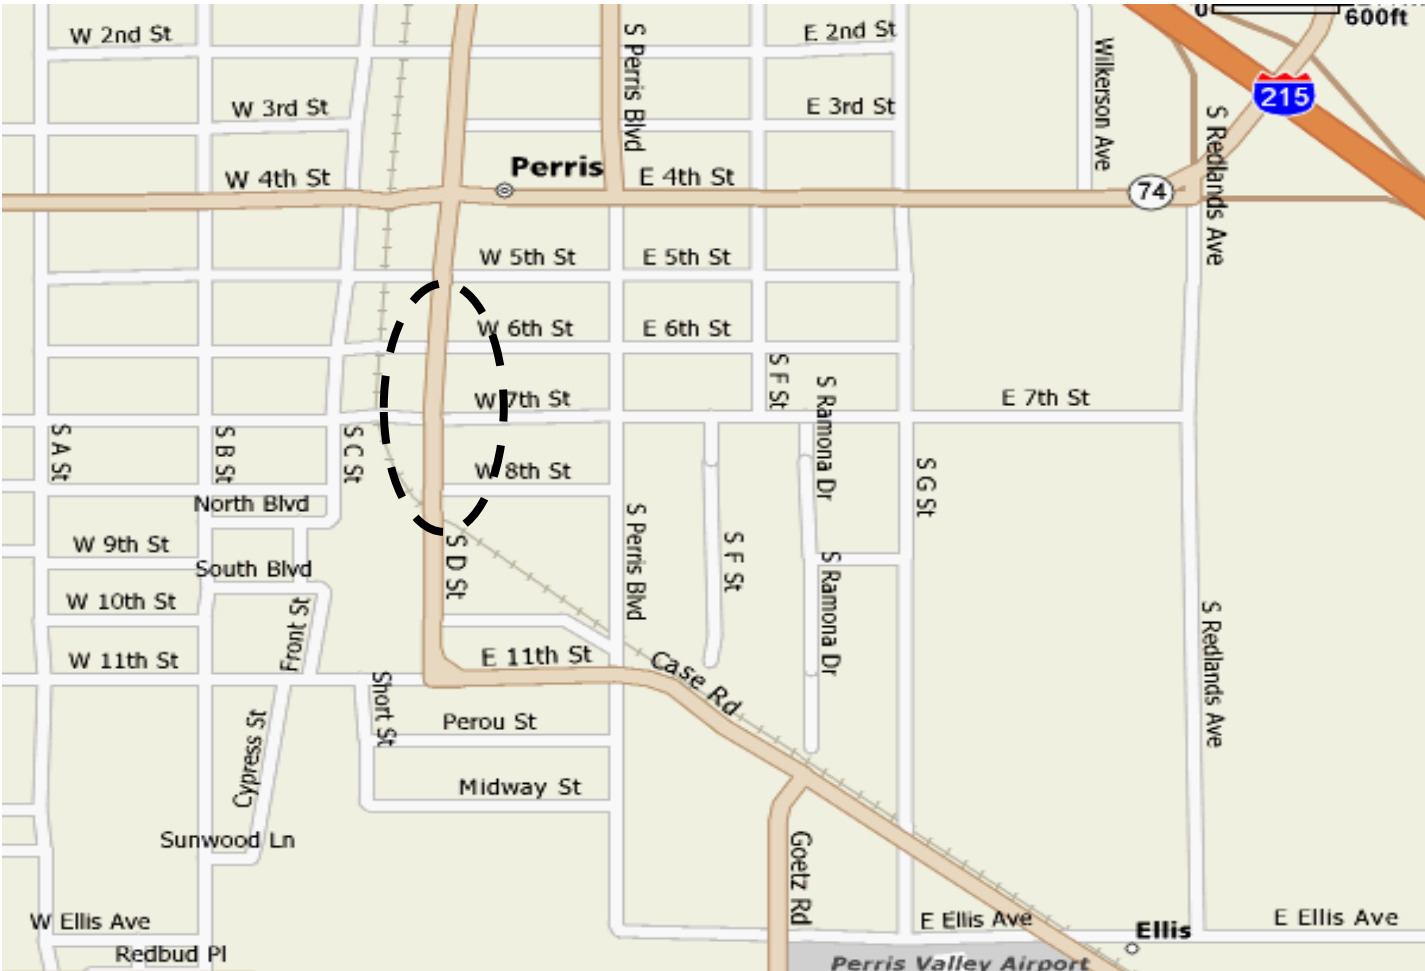 0
600ft
W 2nd St
E 2nd St
S Perris Blvd
Wilkerson Ave
215
W 3rd St
E 3rd St
S Redlands Ave
Perris
W 4th St
E 4th St
74
W 5th St
E 5th St
W 6th St
E 6th St
S F St
S Ramona Dr
W 7th St
E 7th St
S A St
S B St
S C St
W 8th St
S G St
North Blvd
S Perris Blvd
W 9th St
S D St
S F St
S Ramona Dr
South Blvd
W 10th St
Front St
S Redlands Ave
W 11th St
E 11th St
Case Rd
Short St
Perou St
Cypress St
Midway St
Sunwood Ln
Goetz Rd
W Ellis Ave
E Ellis Ave
Ellis
E Ellis Ave
Redbud Pl
Perris Valley Airport